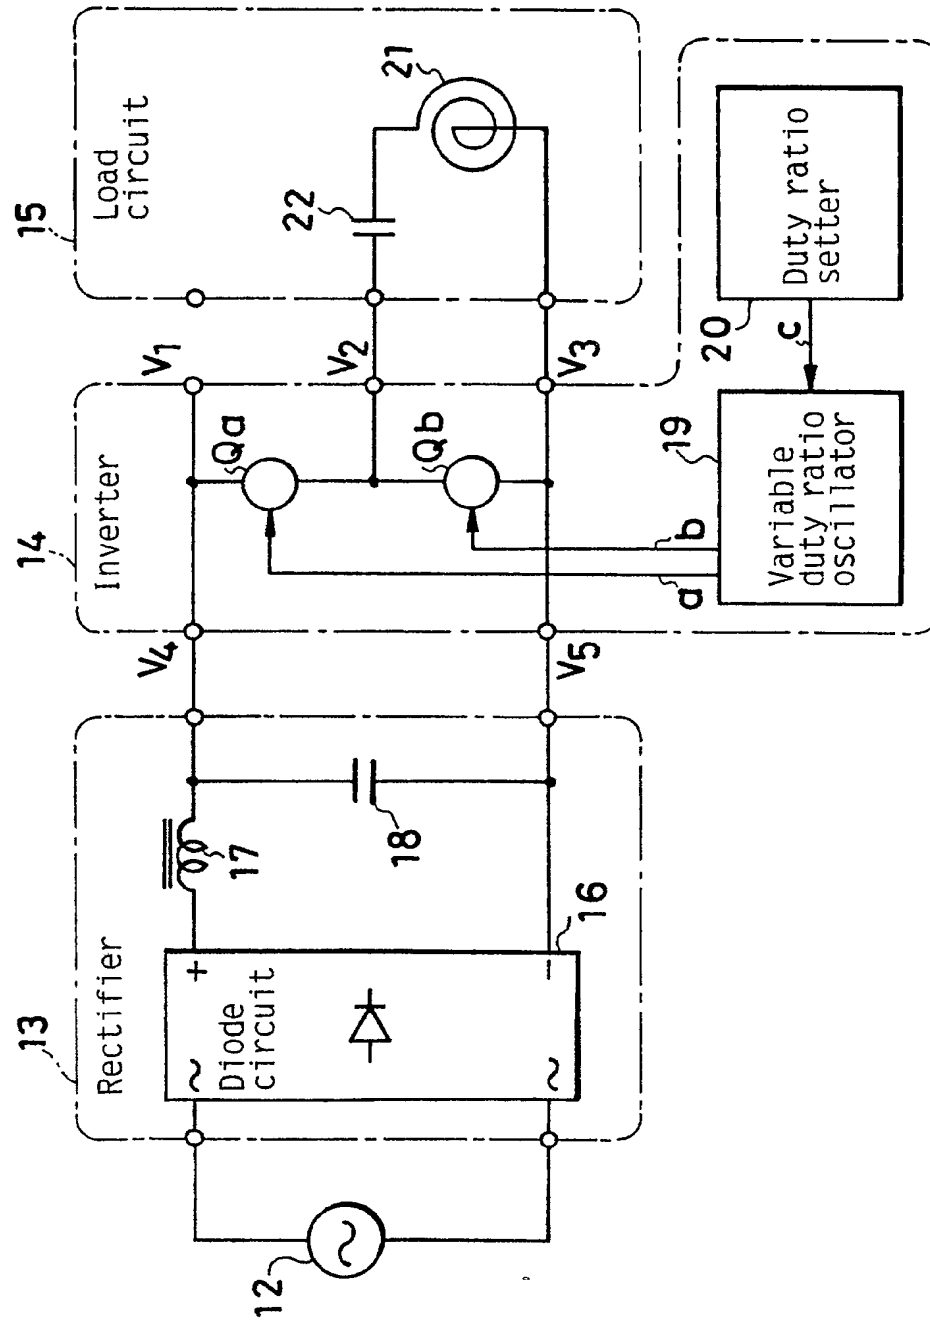 12
13
Rectifier
~
~
+
−
Diode
circuit
16
17
18
V4
V5
14
Inverter
Qa
Qb
V1
V2
V3
a
b
19
Variable
duty ratio
oscillator
c
20
Duty ratio
setter
15
Load
circuit
22
21